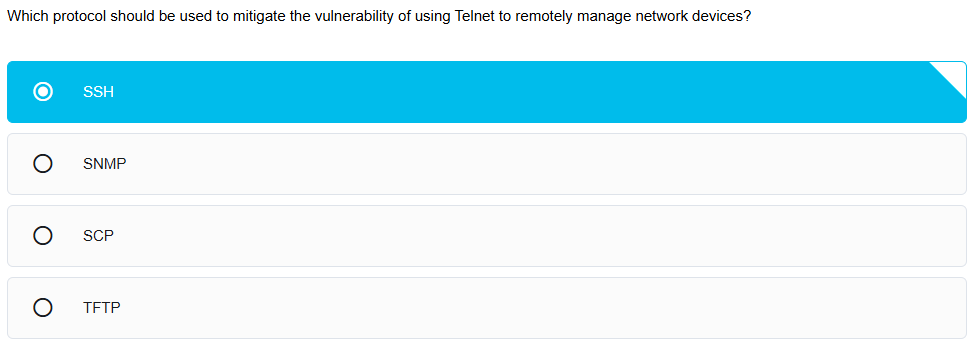 Which protocol should be used to mitigate the vulnerability of using Telnet to remotely manage network devices?
SSH
SNMP
SCP
TFTP